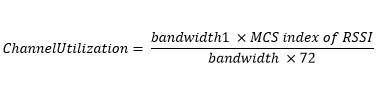 ChannelUtilization = bandwidth1 × MCS index of RSSI
bandwidth × 72